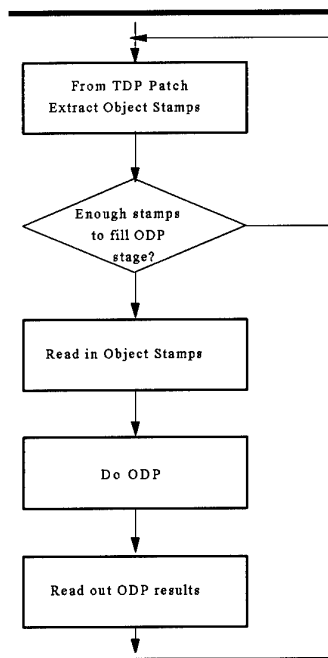 From TDP Patch
Extract Object Stamps
Enough stamps
to fill ODP
stage?
Read in Object Stamps
Do ODP
Read out ODP results